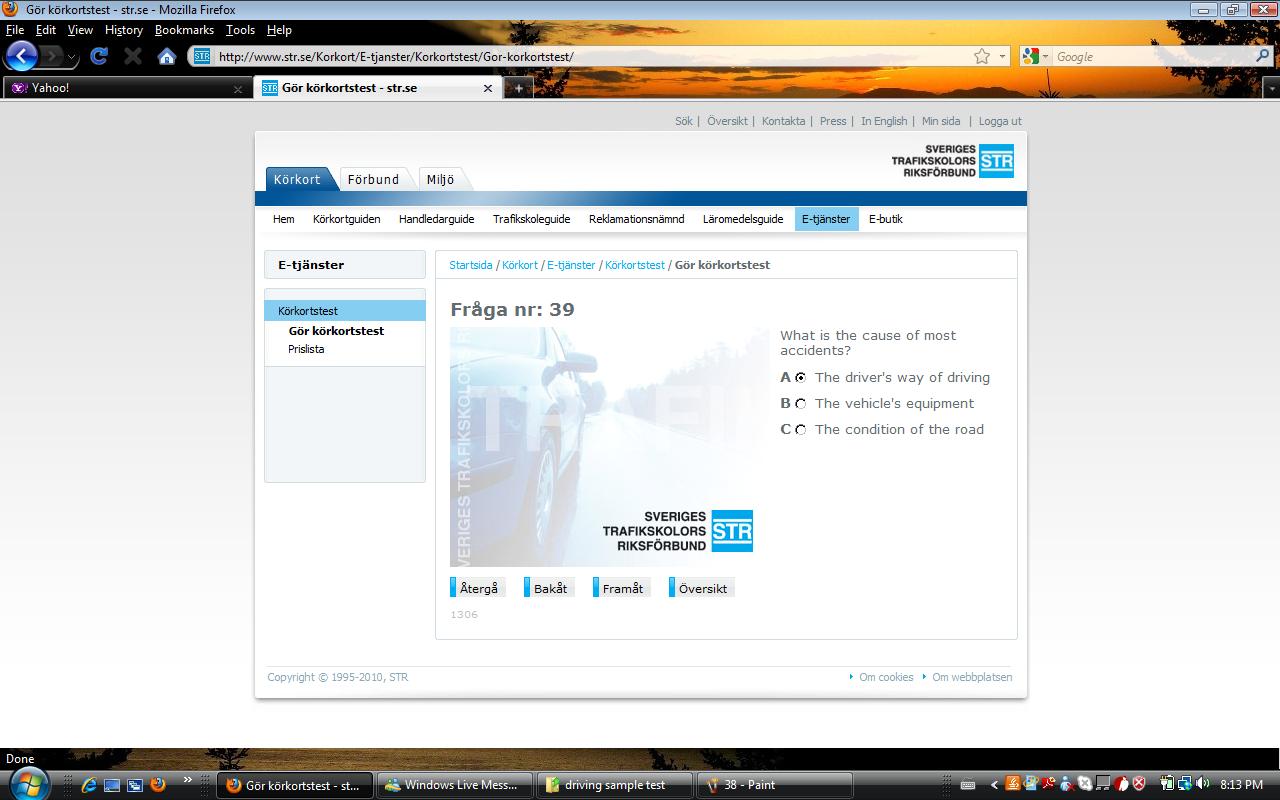 Gör körkortstest - str.se - Mozilla Firefox
File Edit View History Bookmarks Tools Help
STR http://www.str.se/Korkort/E-tjanster/Korkortstest/Gor-korkortstest/ Google
Yahoo! STR Gör körkortstest - str.se
Sök | Översikt | Kontakta | Press | In English | Min sida | Logga ut
SVERIGES
TRAFIKSKOLORS STR
RIKSFÖRBUND
Körkort Förbund Miljö
Hem Körkortguiden Handledarguide Trafikskoleguide Reklamationsnämnd Läromedelsguide E-tjänster E-butik
E-tjänster
Körkortstest
Gör körkortstest
Prislista
Startsida / Körkort / E-tjänster / Körkortstest / Gör körkortstest
Fråga nr: 39
VERIGES TRAFIKSKOLOR
TRAFI
SVERIGES
TRAFIKSKOLORS STR
RIKSFÖRBUND
What is the cause of most
accidents?
A The driver's way of driving
B The vehicle's equipment
C The condition of the road
Återgå Bakåt Framåt Översikt
1306
Copyright © 1995-2010, STR Om cookies Om webbplatsen
Done
Gör körkortstest - st... Windows Live Mess... driving sample test 38 - Paint 8:13 PM